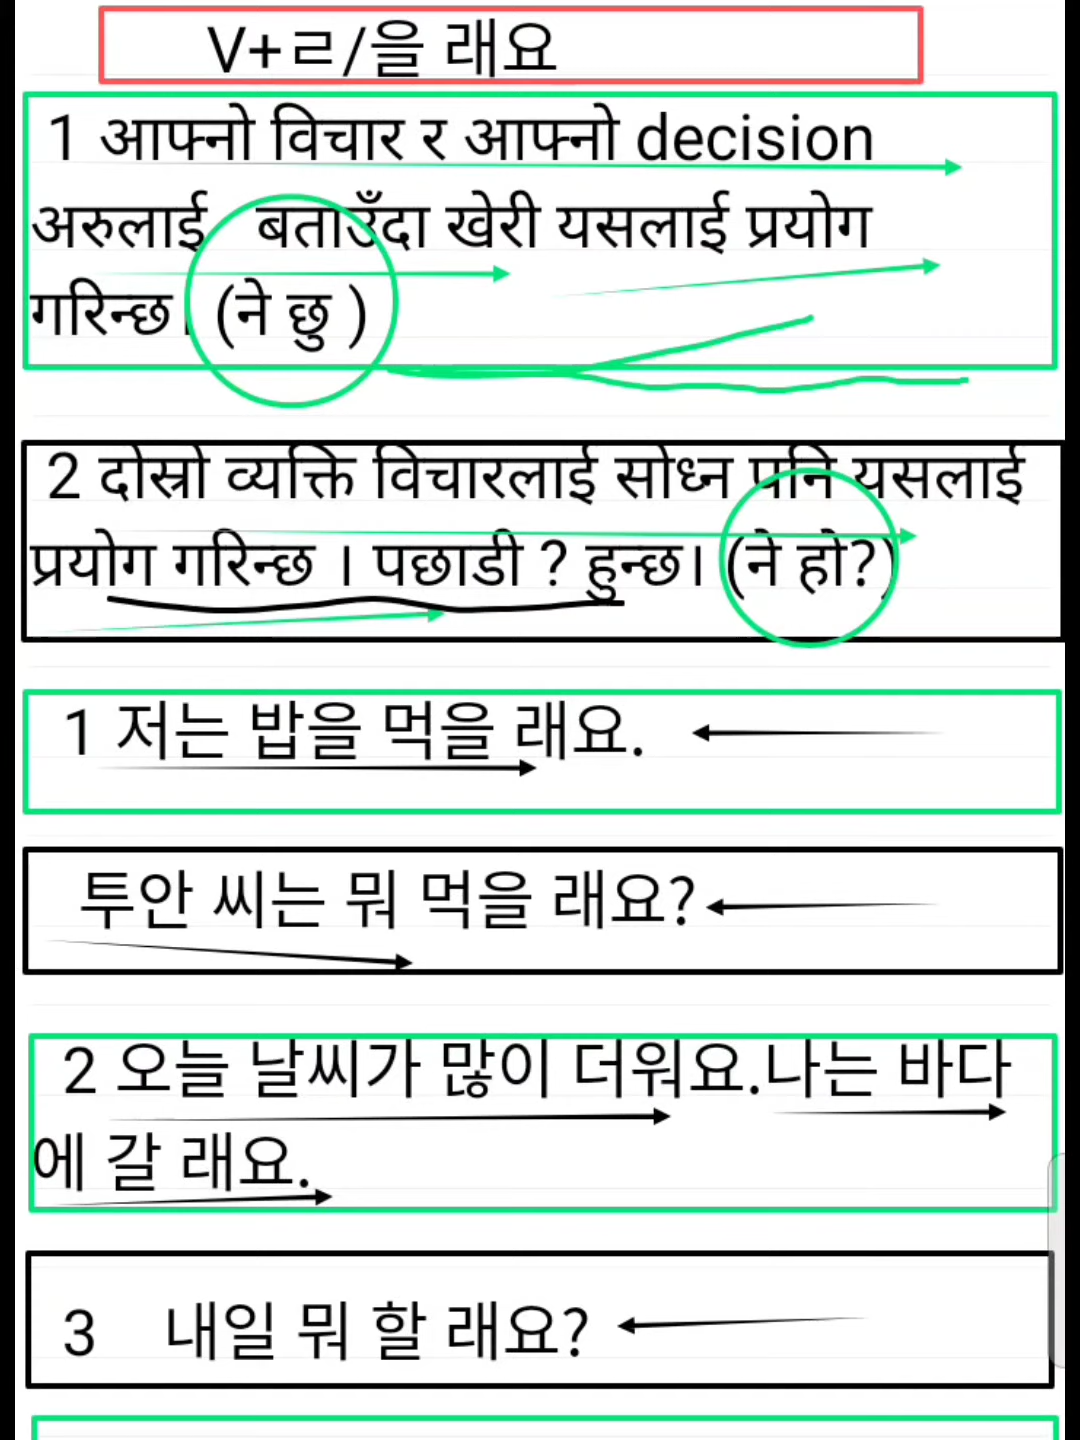 V+ㄹ/을 래요
1 आफ्नो विचार र आफ्नो decision
अरुलाई बताउँदा खेरी यसलाई प्रयोग
गरिन्छ। (ने छु )
2 दोस्रो व्यक्ति विचारलाई सोध्न पनि यसलाई
प्रयोग गरिन्छ । पछाडी ? हुन्छ। (ने हो?)
1 저는 밥을 먹을 래요.
투안 씨는 뭐 먹을 래요?
2 오늘 날씨가 많이 더워요.나는 바다
에 갈 래요.
3 내일 뭐 할 래요?